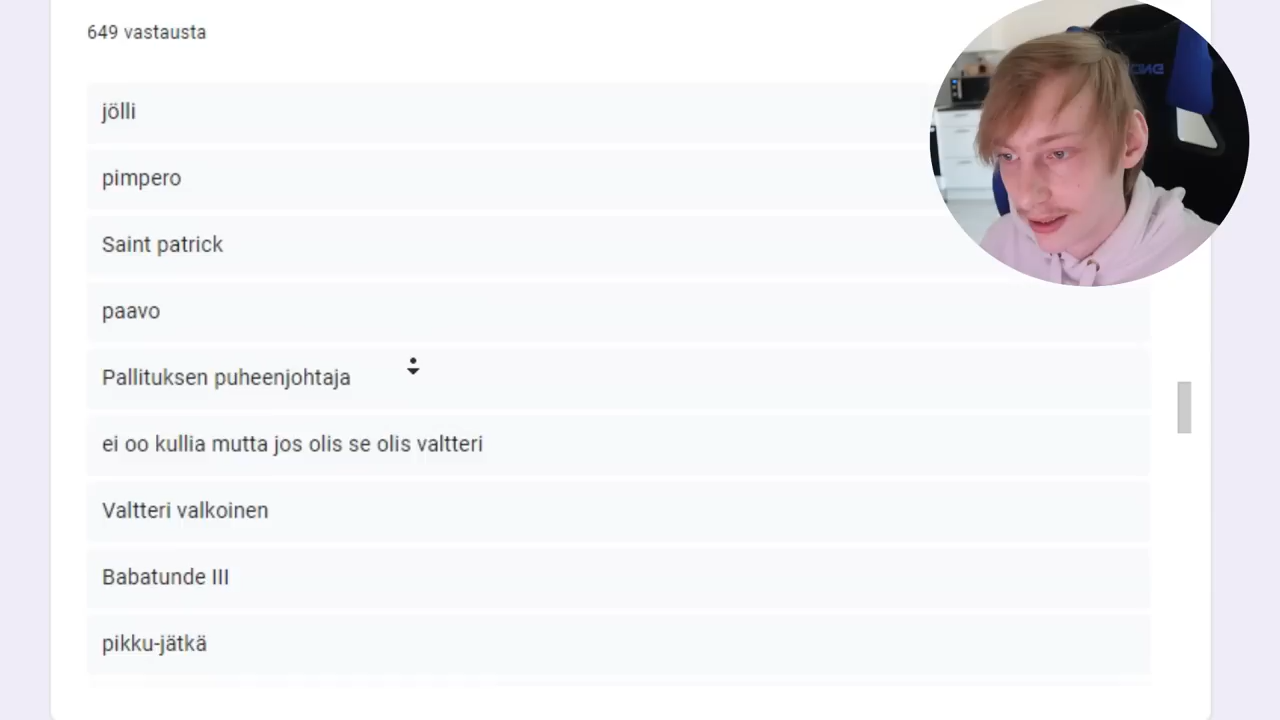 649 vastausta
jölli
pimpero
Saint patrick
paavo
Pallituksen puheenjohtaja
ei oo kullia mutta jos olis se olis valtteri
Valtteri valkoinen
Babatunde III
pikku-jätkä